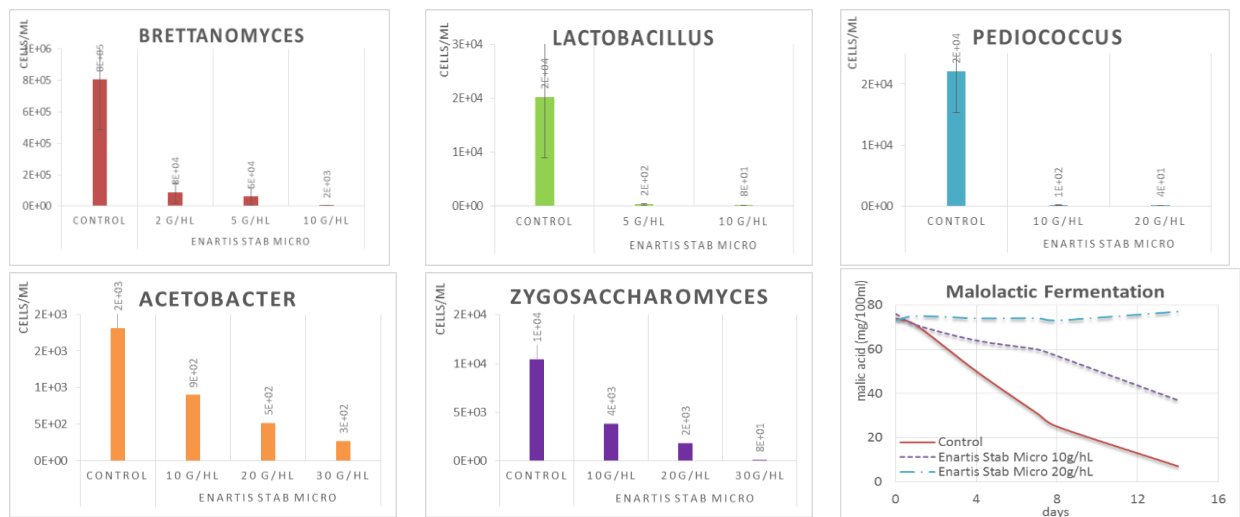 BRETTANOMYCES
CELLS/ML
1E+06
8E+05
6E+05
4E+05
2E+05
0E+00
8E+05
8E+04
6E+04
2E+03
CONTROL 2 G/HL 5 G/HL 10 G/HL
ENARTIS STAB MICRO
LACTOBACILLUS
CELLS/ML
3E+04
2E+04
1E+04
0E+00
2E+04
2E+02
8E+01
CONTROL 5 G/HL 10 G/HL
ENARTIS STAB MICRO
PEDIOCOCCUS
CELLS/ML
2E+04
1E+04
0E+00
2E+04
1E+02
4E+01
CONTROL 10 G/HL 20 G/HL
ENARTIS STAB MICRO
ACETOBACTER
CELLS/ML
2E+03
2E+03
1E+03
5E+02
0E+00
2E+03
9E+02
5E+02
3E+02
CONTROL 10 G/HL 20 G/HL 30 G/HL
ENARTIS STAB MICRO
ZYGOSACCHAROMYCES
CELLS/ML
2E+04
1E+04
5E+03
0E+00
1E+04
4E+03
2E+03
8E+01
CONTROL 10G/HL 20G/HL 30G/HL
ENARTIS STAB MICRO
Malolactic Fermentation
malic acid (mg/100ml)
80
60
40
20
0
Control
Enartis Stab Micro 10g/hL
Enartis Stab Micro 20g/hL
0 4 8 12 16
days